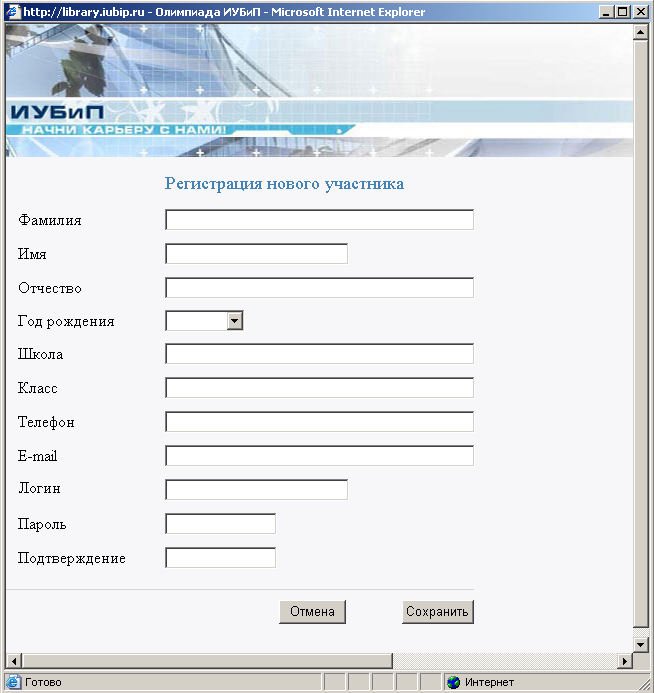 http://library.iubip.ru - Олимпиада ИУБиП - Microsoft Internet Explorer
ИУБиП
НАЧНИ КАРЬЕРУ С НАМИ!
Регистрация нового участника
Фамилия
Имя
Отчество
Год рождения
Школа
Класс
Телефон
E-mail
Логин
Пароль
Подтверждение
Отмена Сохранить
Готово Интернет